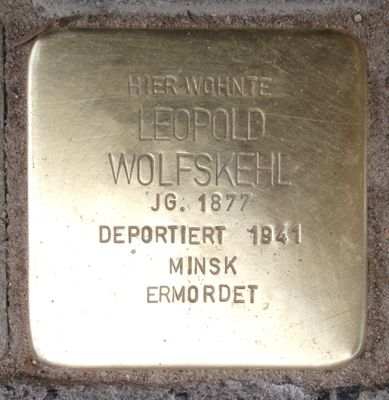 HIER WOHNTE
LEOPOLD
WOLFSKEHL
JG. 1877
DEPORTIERT 1941
MINSK
ERMORDET